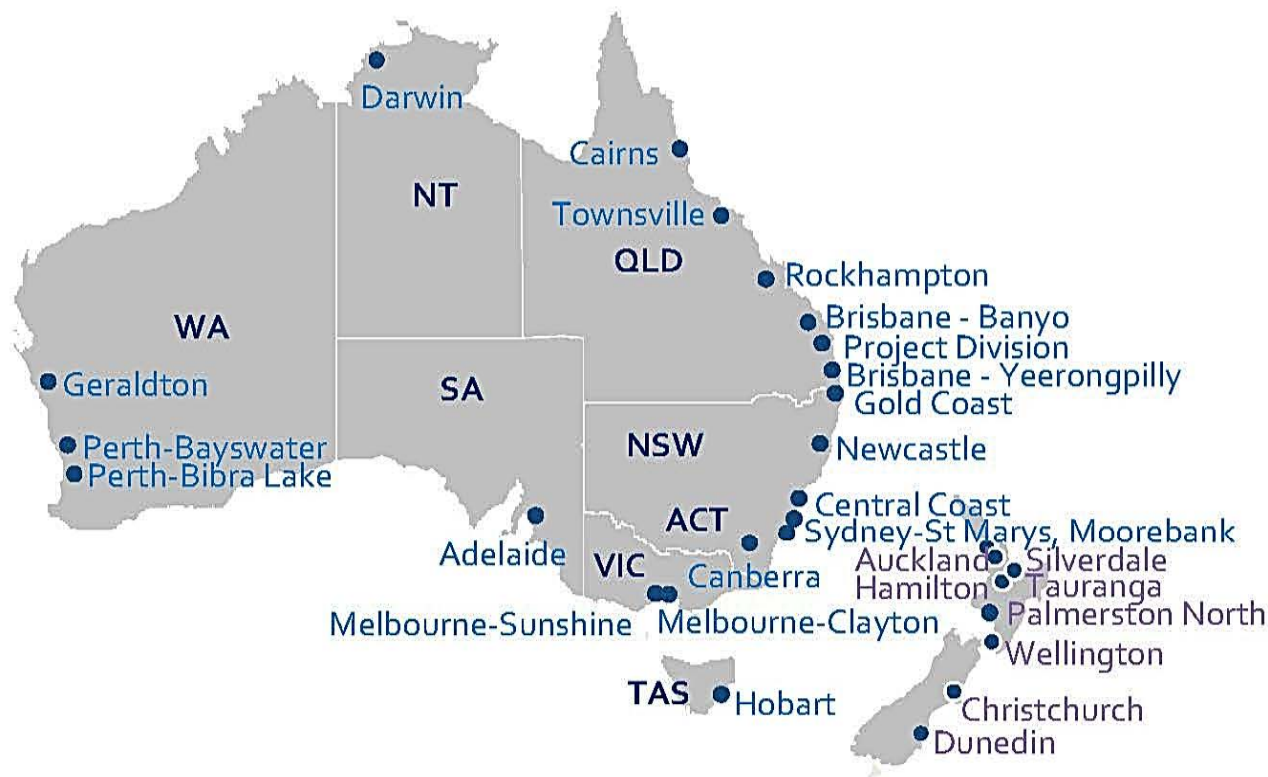 Darwin
Cairns
NT
Townsville
QLD
Rockhampton
WA
Brisbane - Banyo
Project Division
Brisbane - Yeerongpilly
Geraldton
SA
Gold Coast
NSW
Newcastle
Perth-Bayswater
Perth-Bibra Lake
Central Coast
ACT
Sydney-St Marys, Moorebank
Adelaide
VIC
Canberra
Auckland
Silverdale
Hamilton
Tauranga
Melbourne-Sunshine
Melbourne-Clayton
Palmerston North
Wellington
TAS
Hobart
Christchurch
Dunedin